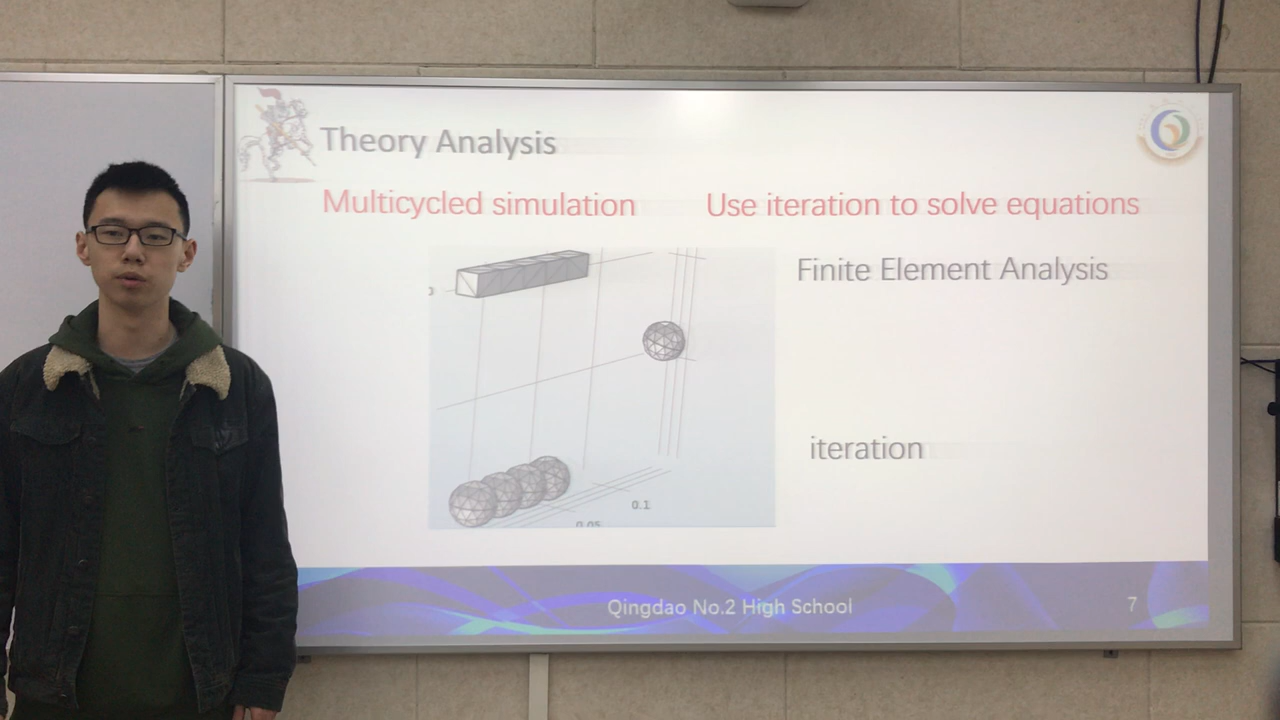 Theory Analysis
Multicycled simulation
Use iteration to solve equations
Finite Element Analysis
iteration
0.1
0.05
Qingdao No.2 High School
7